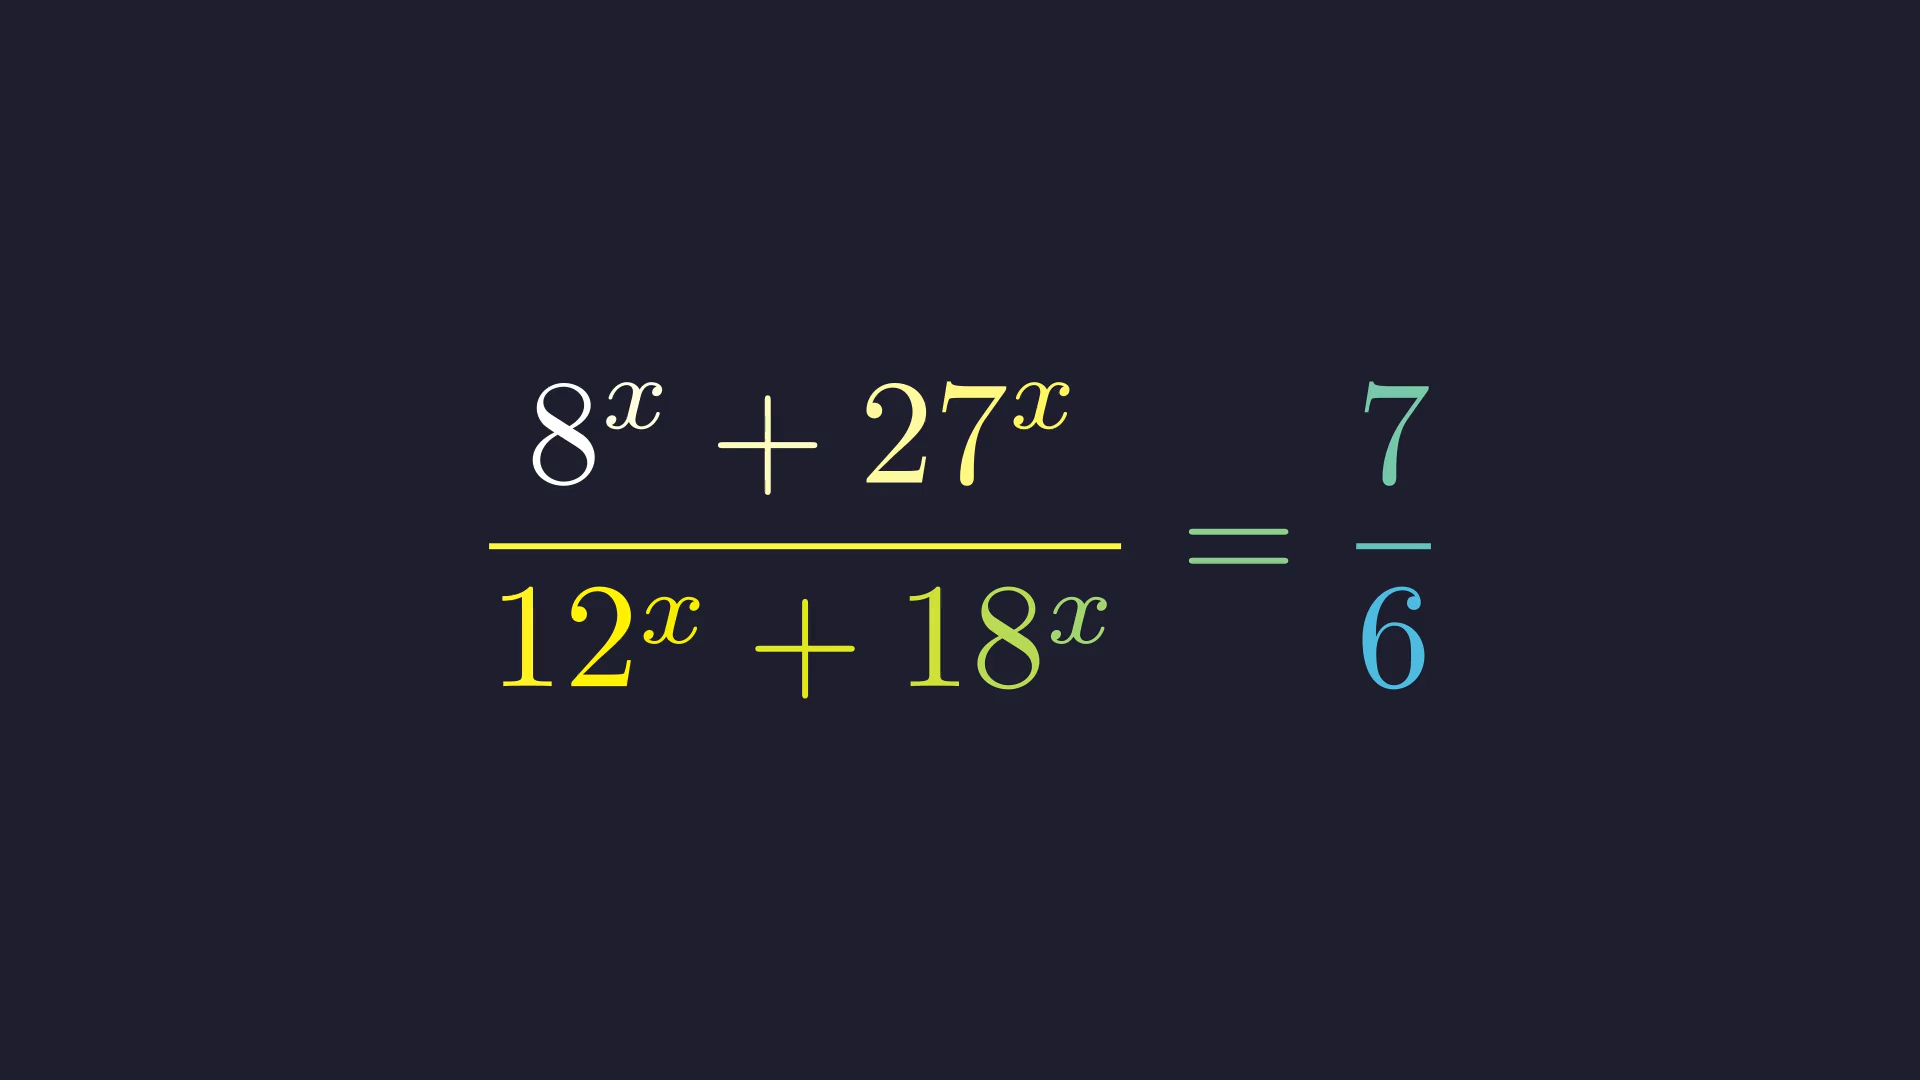 8^x + 27^x / 12^x + 18^x = 7/6